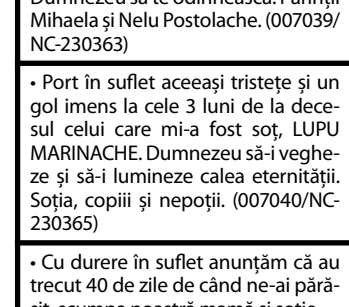 Dumnezeu să te odihnească. Părinții
Mihaela și Nelu Postolache. (007039/
NC-230363)
• Port în suflet aceeași tristețe și un
gol imens la cele 3 luni de la dece-
sul celui care mi-a fost soț, LUPU
MARINACHE. Dumnezeu să-i veghe-
ze și să-i lumineze calea eternității.
Soția, copiii și nepoții. (007040/NC-
230365)
• Cu durere în suflet anunțăm că au
trecut 40 de zile de când ne-ai pără-
sit, scumpa noastră mamă și soție